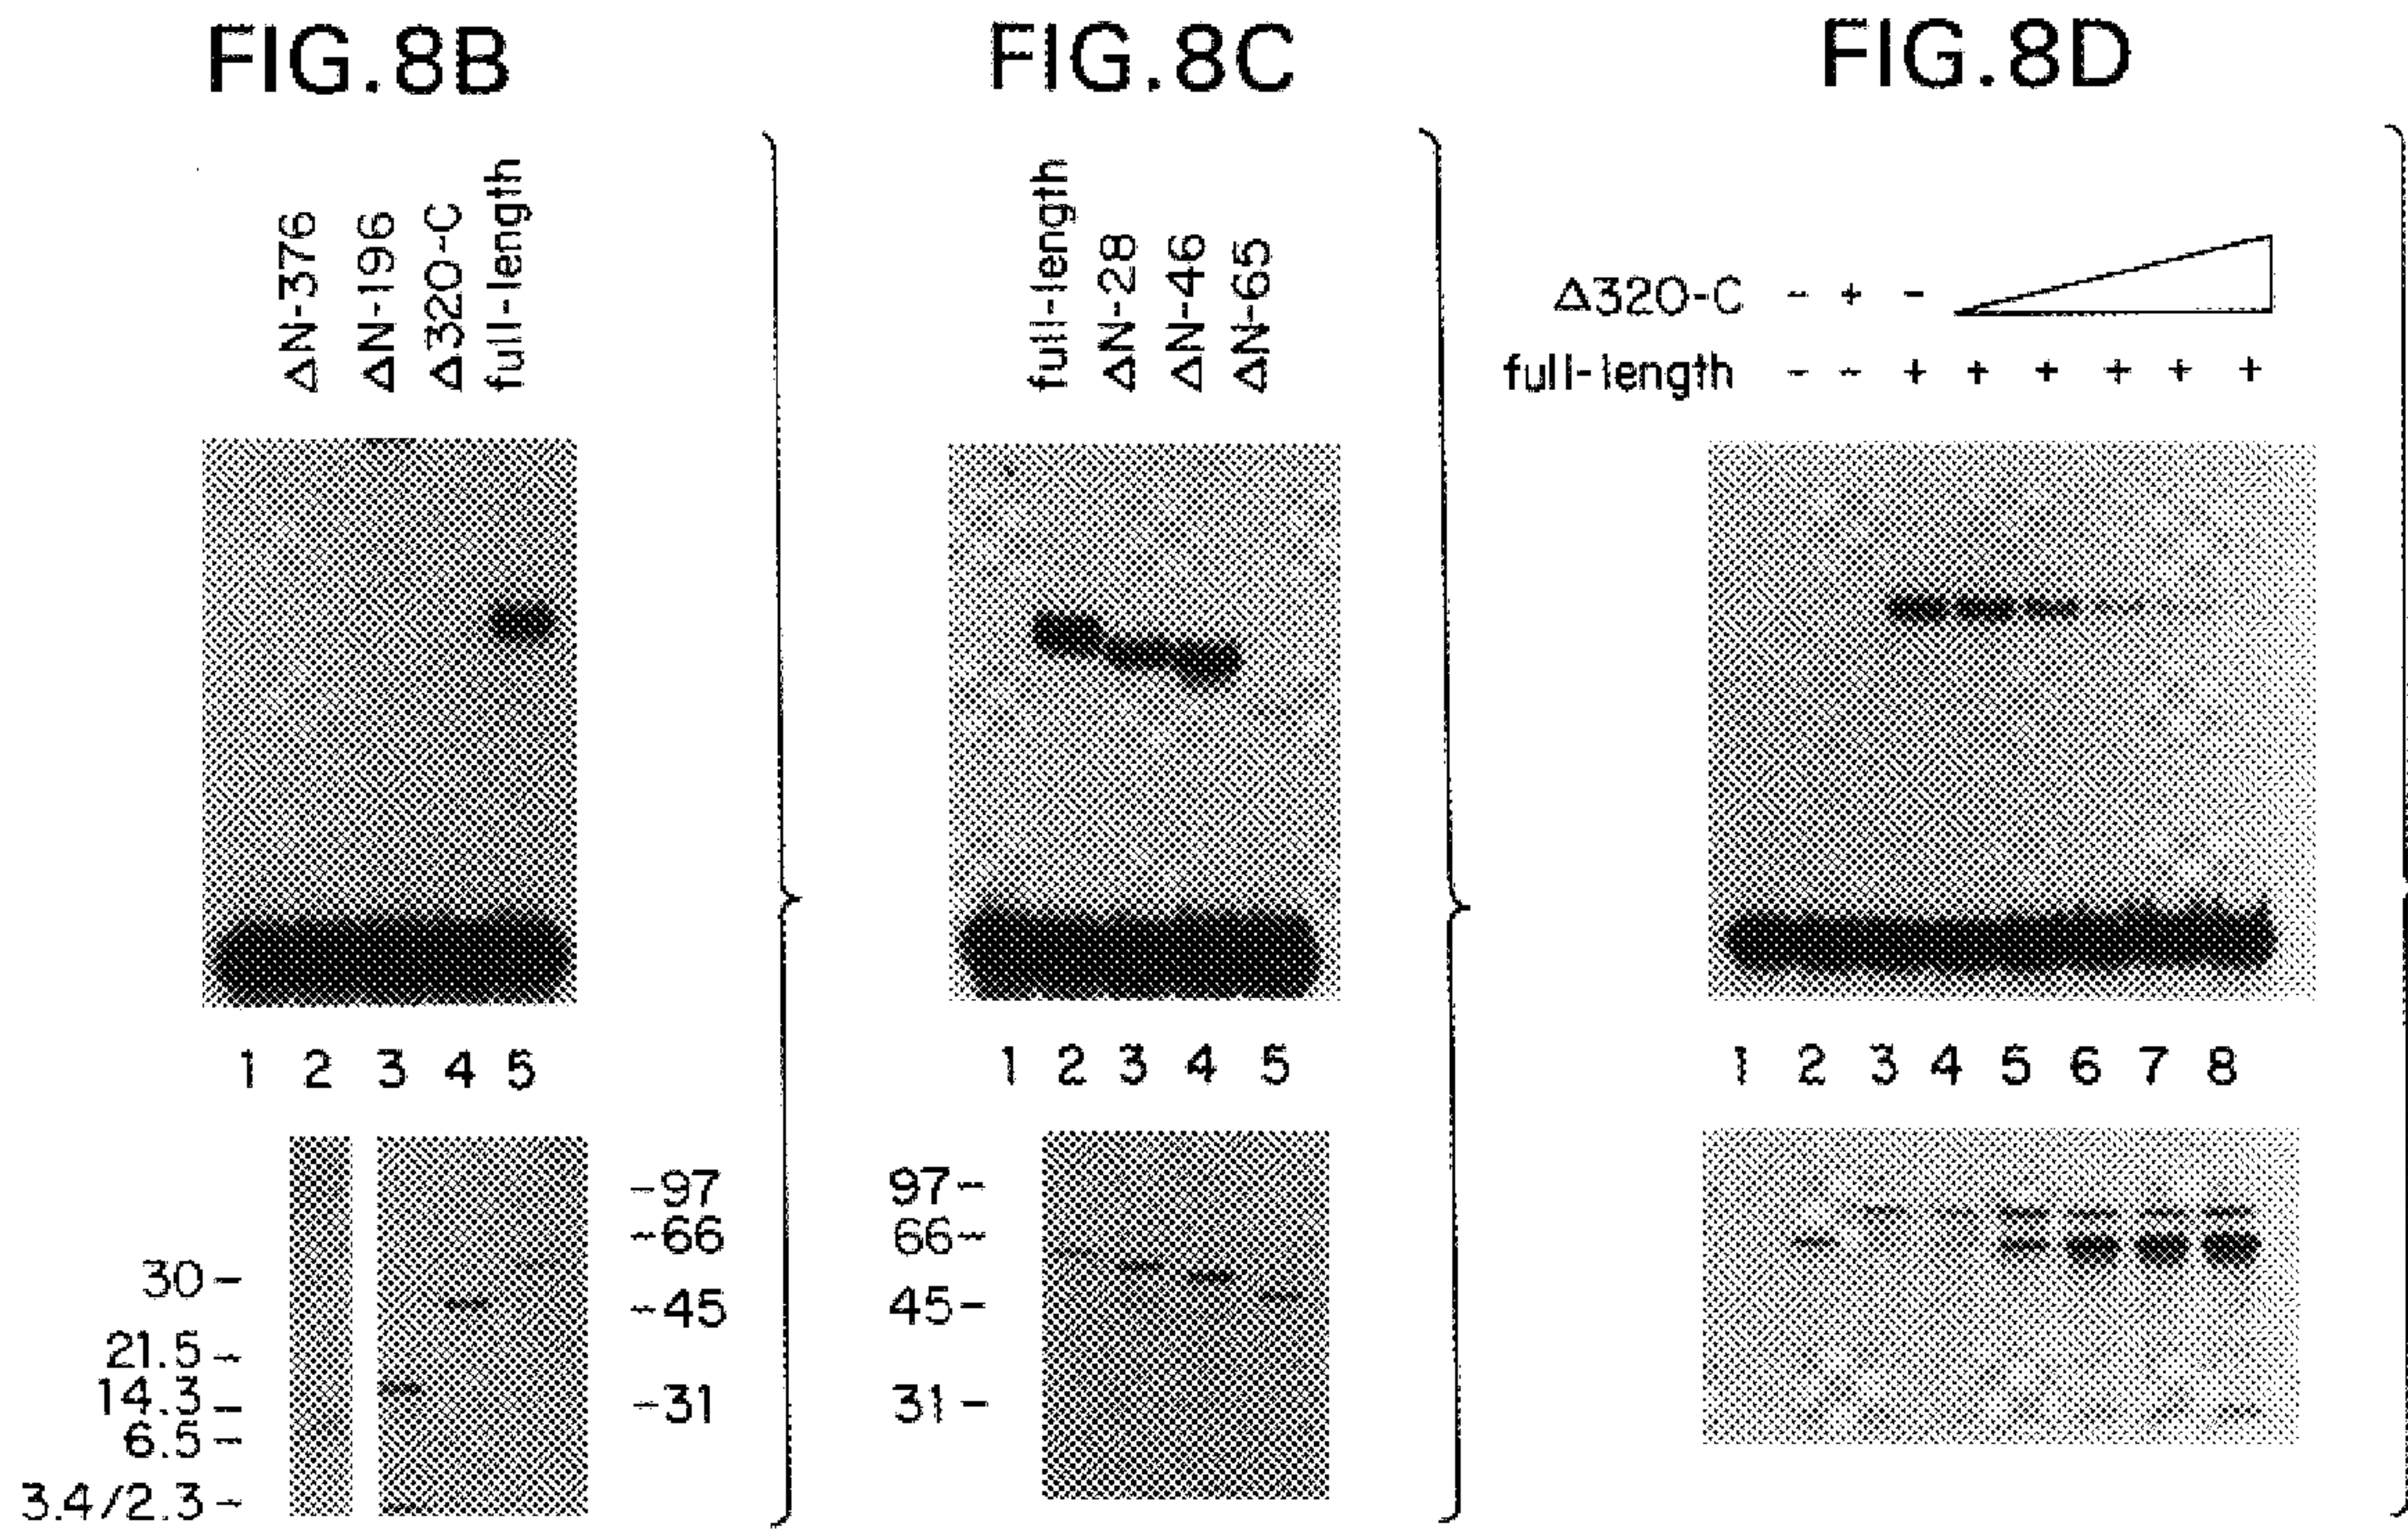 FIG.8B
ΔN-376
ΔN-196
Δ320-C
full-length
1 2 3 4 5
30-
21.5-
14.3-
6.5-
3.4/2.3-
-97
-66
-45
-31
FIG.8C
full-length
ΔN-28
ΔN-46
ΔN-65
1 2 3 4 5
97-
66-
45-
31-
FIG.8D
Δ320-C - + -
full-length - - + + + + + +
1 2 3 4 5 6 7 8